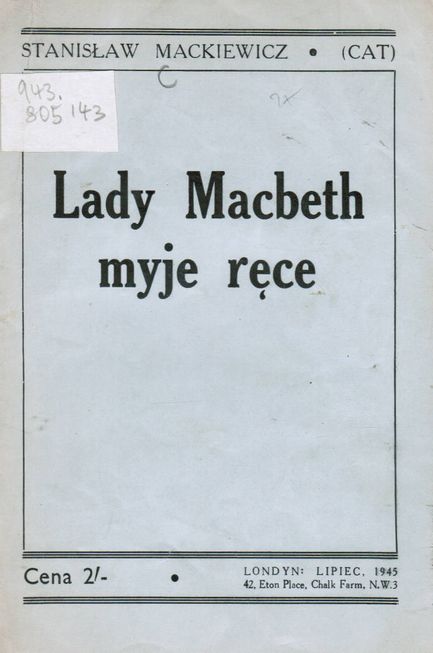 STANISŁAW MACKIEWICZ • (CAT)
C
943.
805 143
Lady Macbeth
myje ręce
Cena 2/-
•
LONDYN: LIPIEC, 1945
42, Eton Place, Chalk Farm, N.W.3